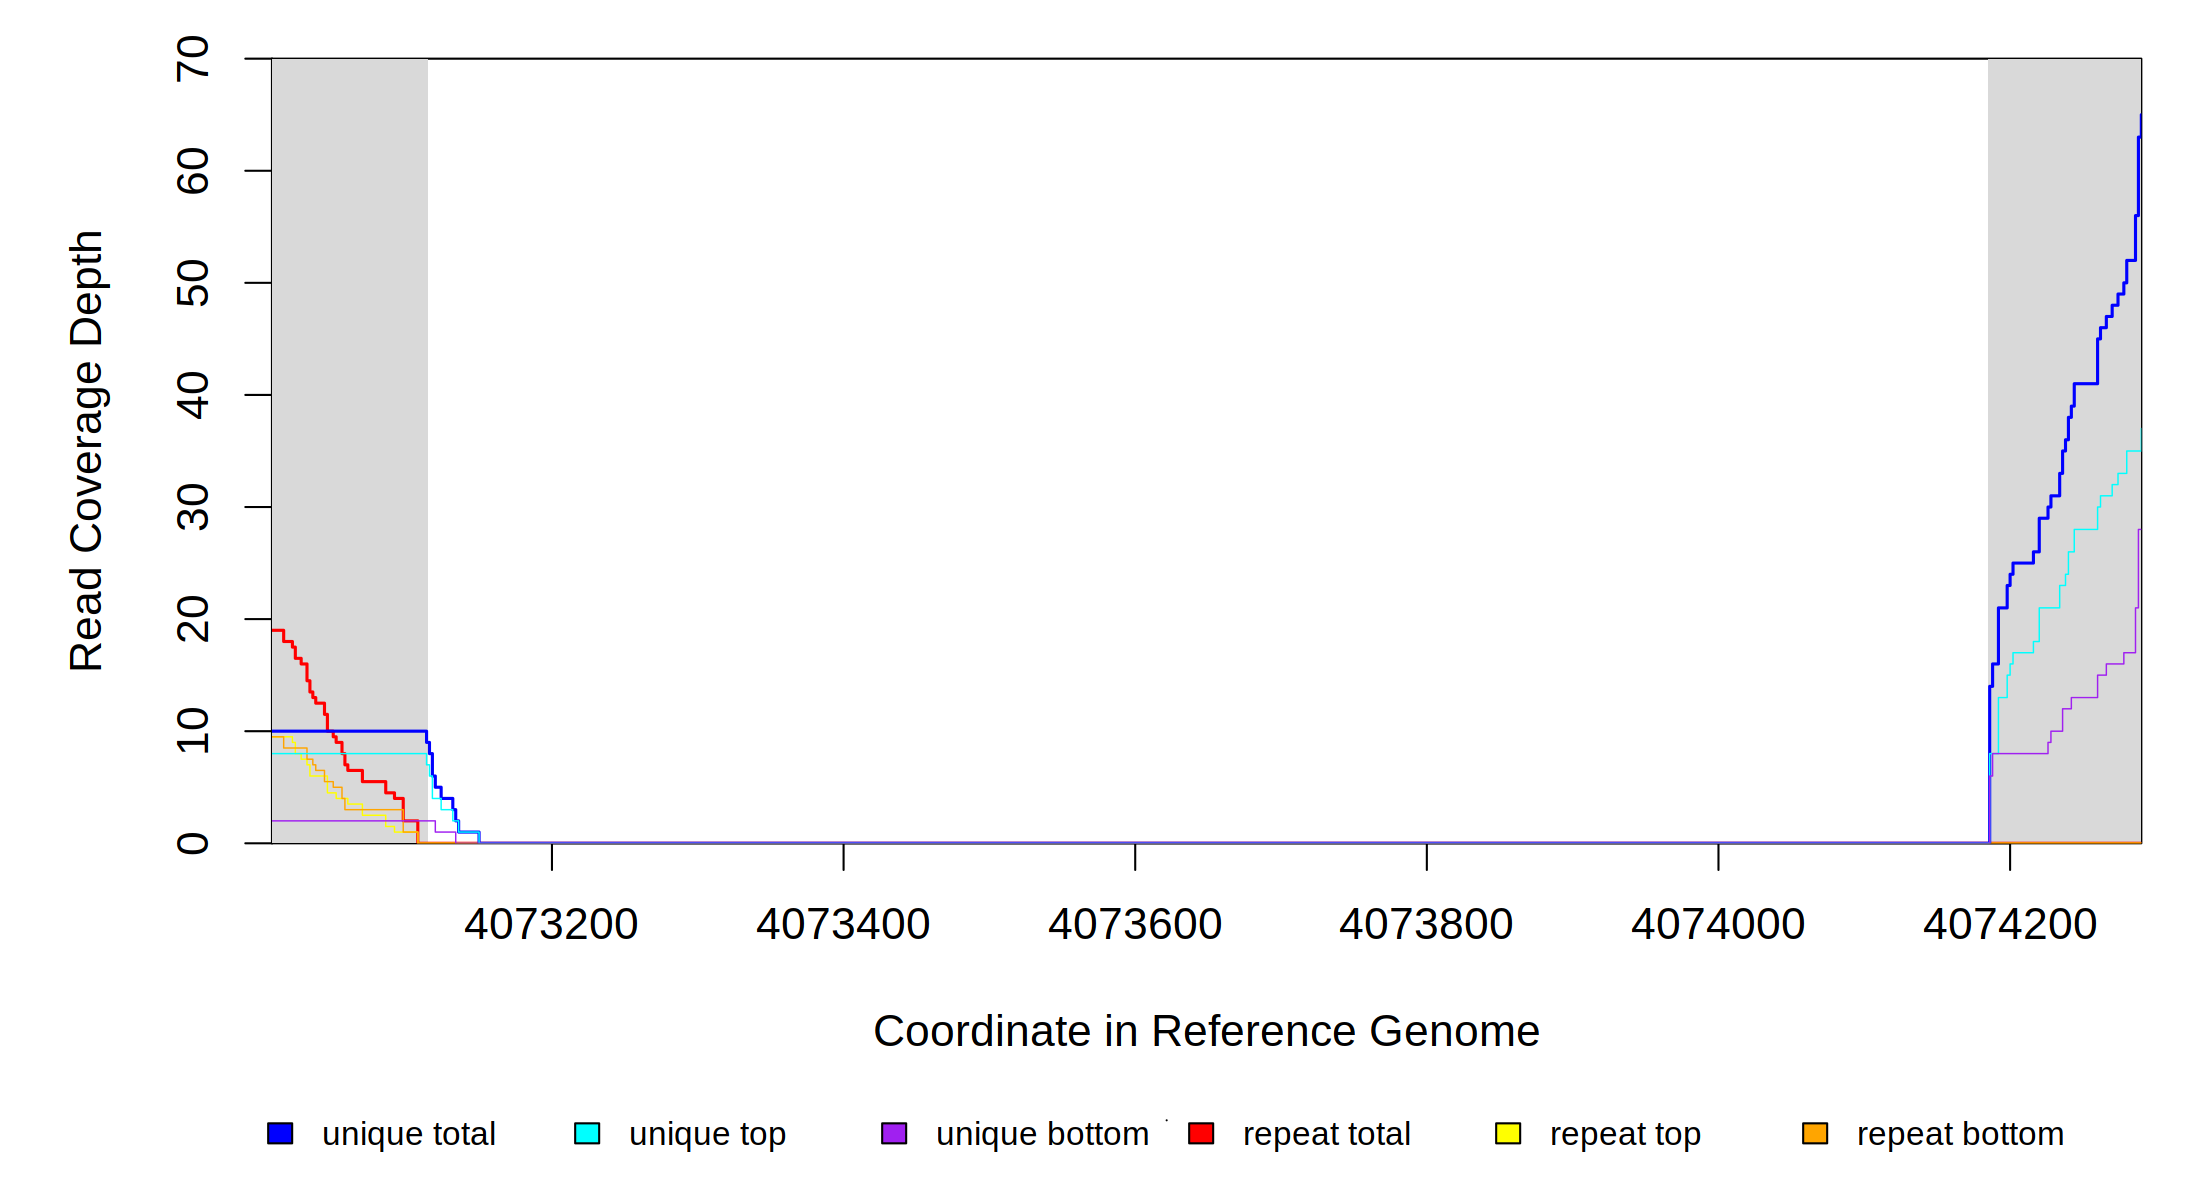 70
60
50
40
30
20
10
0
Read Coverage Depth
4073200 4073400 4073600 4073800 4074000 4074200
Coordinate in Reference Genome
unique total unique top unique bottom repeat total repeat top repeat bottom